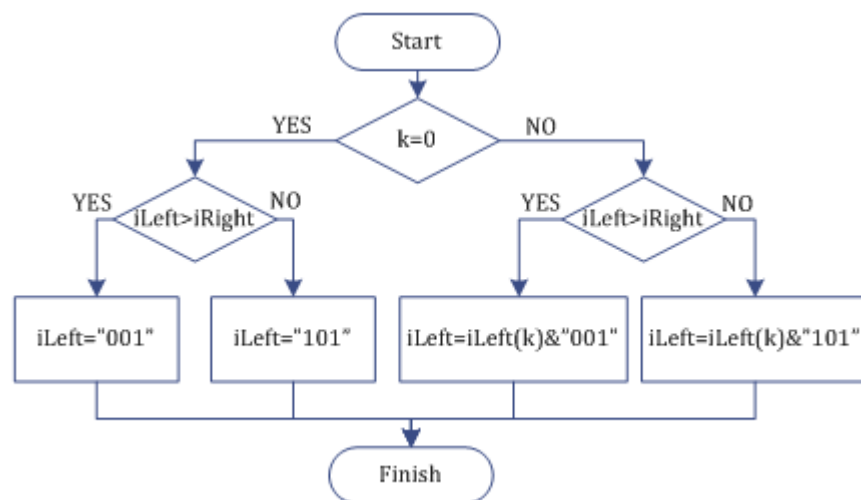 Start
YES
k=0
NO
YES
iLeft>iRight
NO
YES
iLeft>iRight
NO
iLeft="001"
iLeft="101"
iLeft=iLeft(k)&"001"
iLeft=iLeft(k)&"101"
Finish